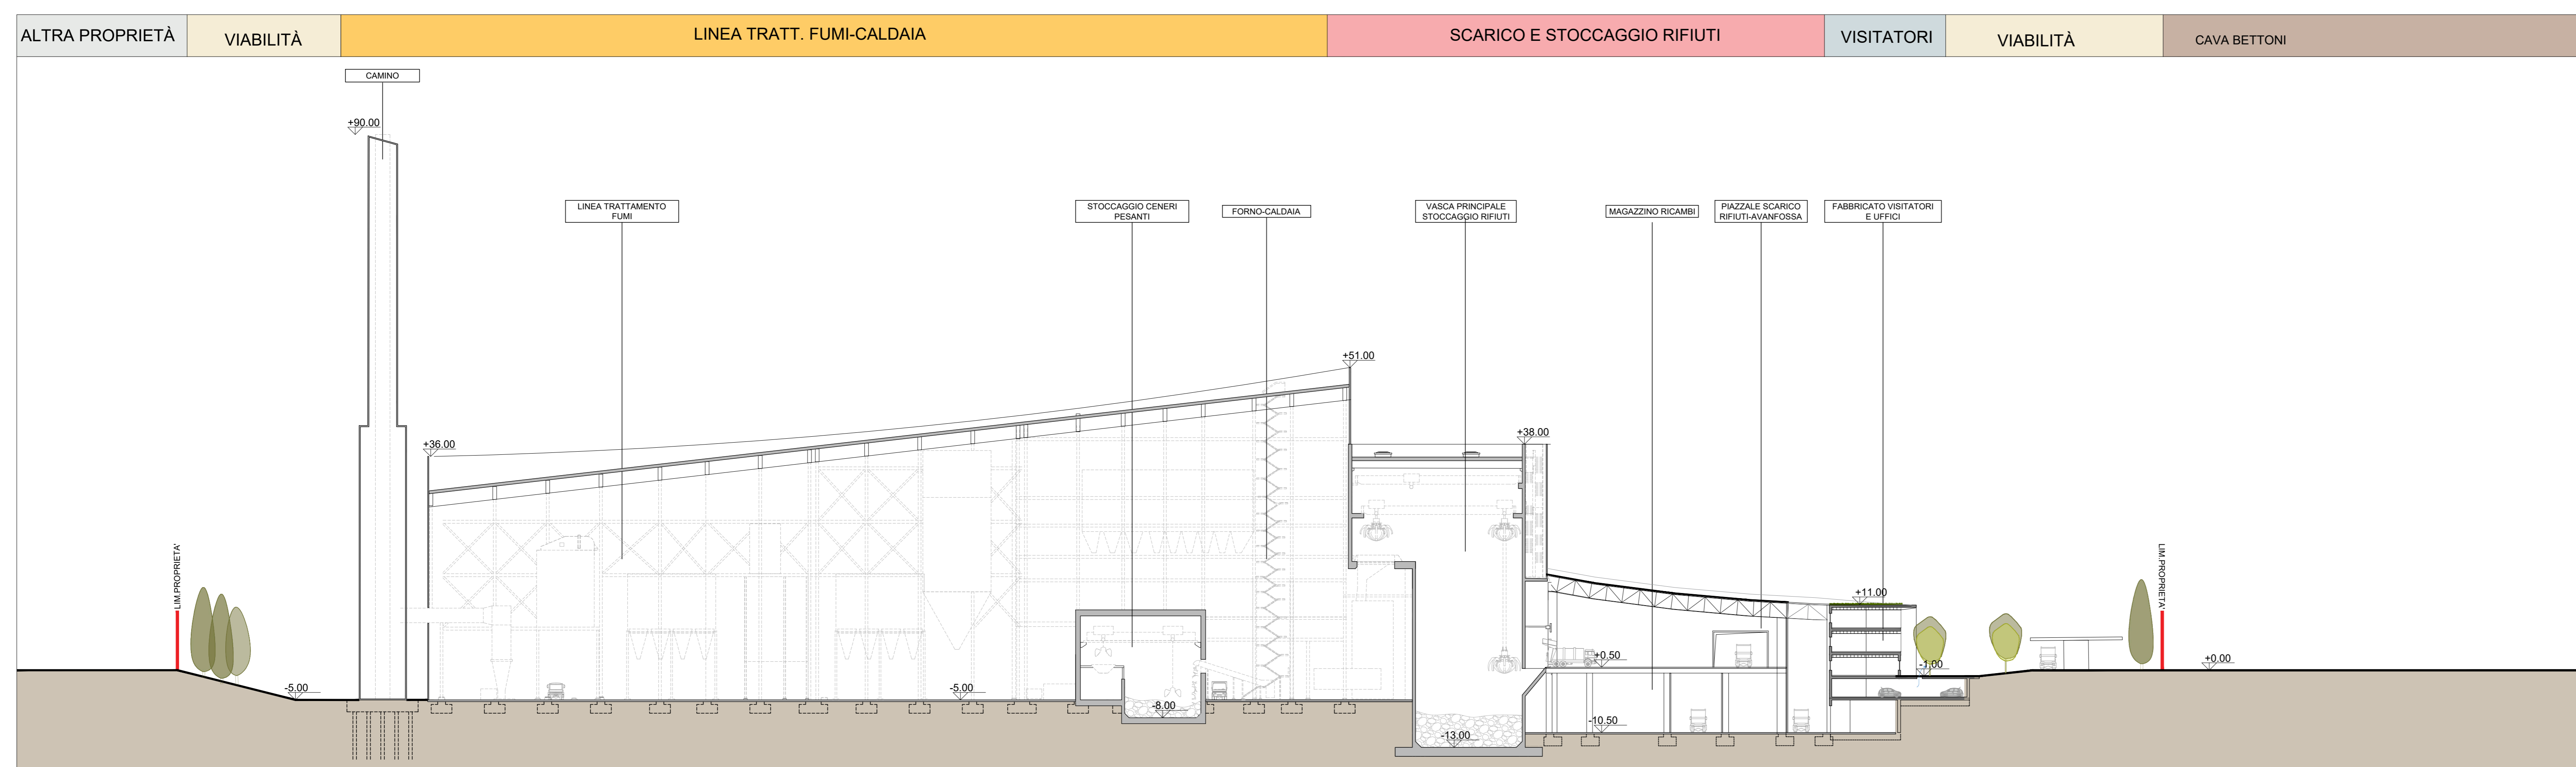 ALTRA PROPRIETÀ
VIABILITÀ
LINEA TRATT. FUMI-CALDAIA
SCARICO E STOCCAGGIO RIFIUTI
VISITATORI
VIABILITÀ
CAVA BETTONI
CAMINO
+90.00
LINEA TRATTAMENTO
FUMI
STOCCAGGIO CENERI
PESANTI
FORNO-CALDAIA
VASCA PRINCIPALE
STOCCAGGIO RIFIUTI
MAGAZZINO RICAMBI
PIAZZALE SCARICO
RIFIUTI-AVANFOSSA
FABBRICATO VISITATORI
E UFFICI
+51.00
+36.00
+38.00
LIM.PROPRIETA'
LIM.PROPRIETA'
+11.00
+0.50
-1.00
+0.00
-5.00
-5.00
-8.00
-10.50
-13.00